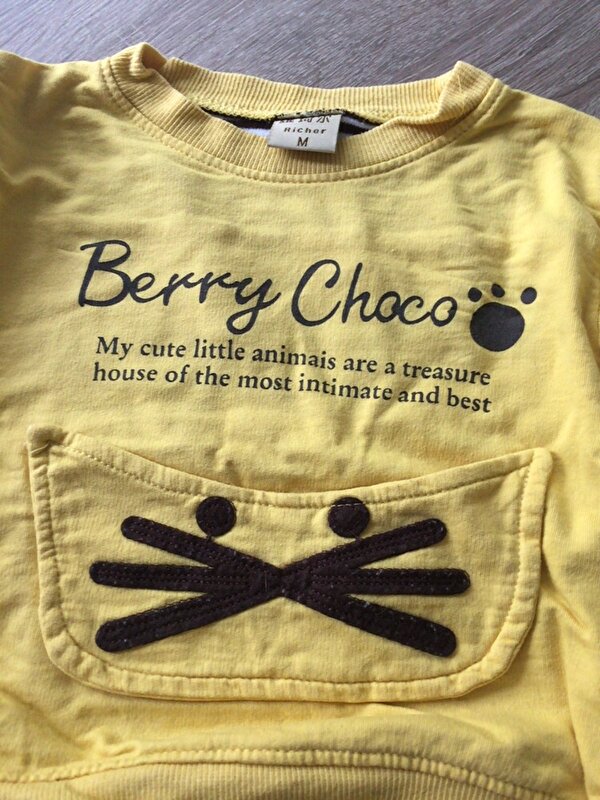 Richer
M
Berry Choco
My cute little animais are a treasure
house of the most intimate and best